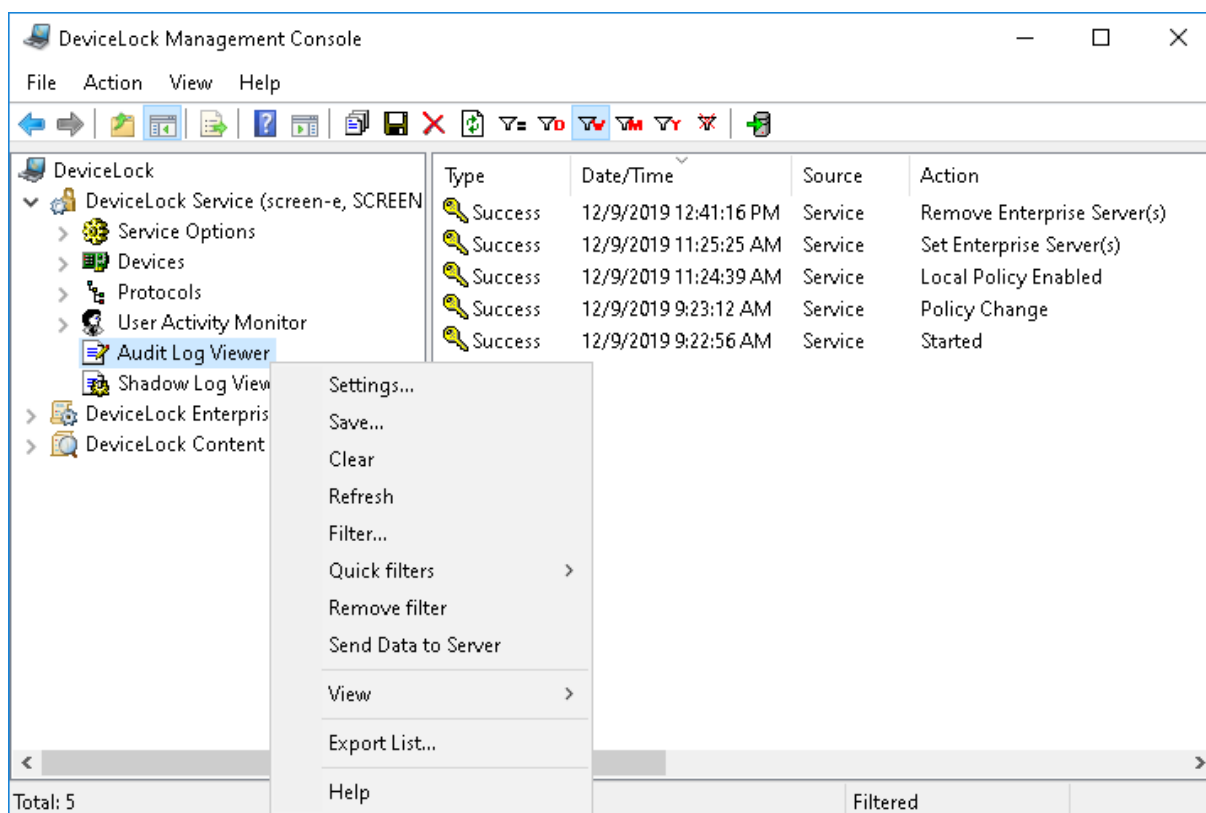 DeviceLock Management Console
File Action View Help
DeviceLock
DeviceLock Service (screen-e, SCREEN
Service Options
Devices
Protocols
User Activity Monitor
Audit Log Viewer
Shadow Log View
DeviceLock Enterpris
DeviceLock Content
Type Date/Time Source Action
Success 12/9/2019 12:41:16 PM Service Remove Enterprise Server(s)
Success 12/9/2019 11:25:25 AM Service Set Enterprise Server(s)
Success 12/9/2019 11:24:39 AM Service Local Policy Enabled
Success 12/9/2019 9:23:12 AM Service Policy Change
Success 12/9/2019 9:22:56 AM Service Started
Settings...
Save...
Clear
Refresh
Filter...
Quick filters
Remove filter
Send Data to Server
View
Export List...
Help
Total: 5 Filtered